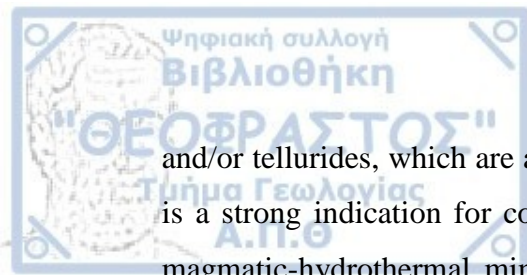 Ψηφιακή συλλογή
Βιβλιοθήκη
"ΘΕΟΦΡΑΣΤΟΣ"
and/or tellurides, which are a
Τμήμα Γεωλογίας
is a strong indication for co
Α.Π.Θ
magmatic-hydrothermal min